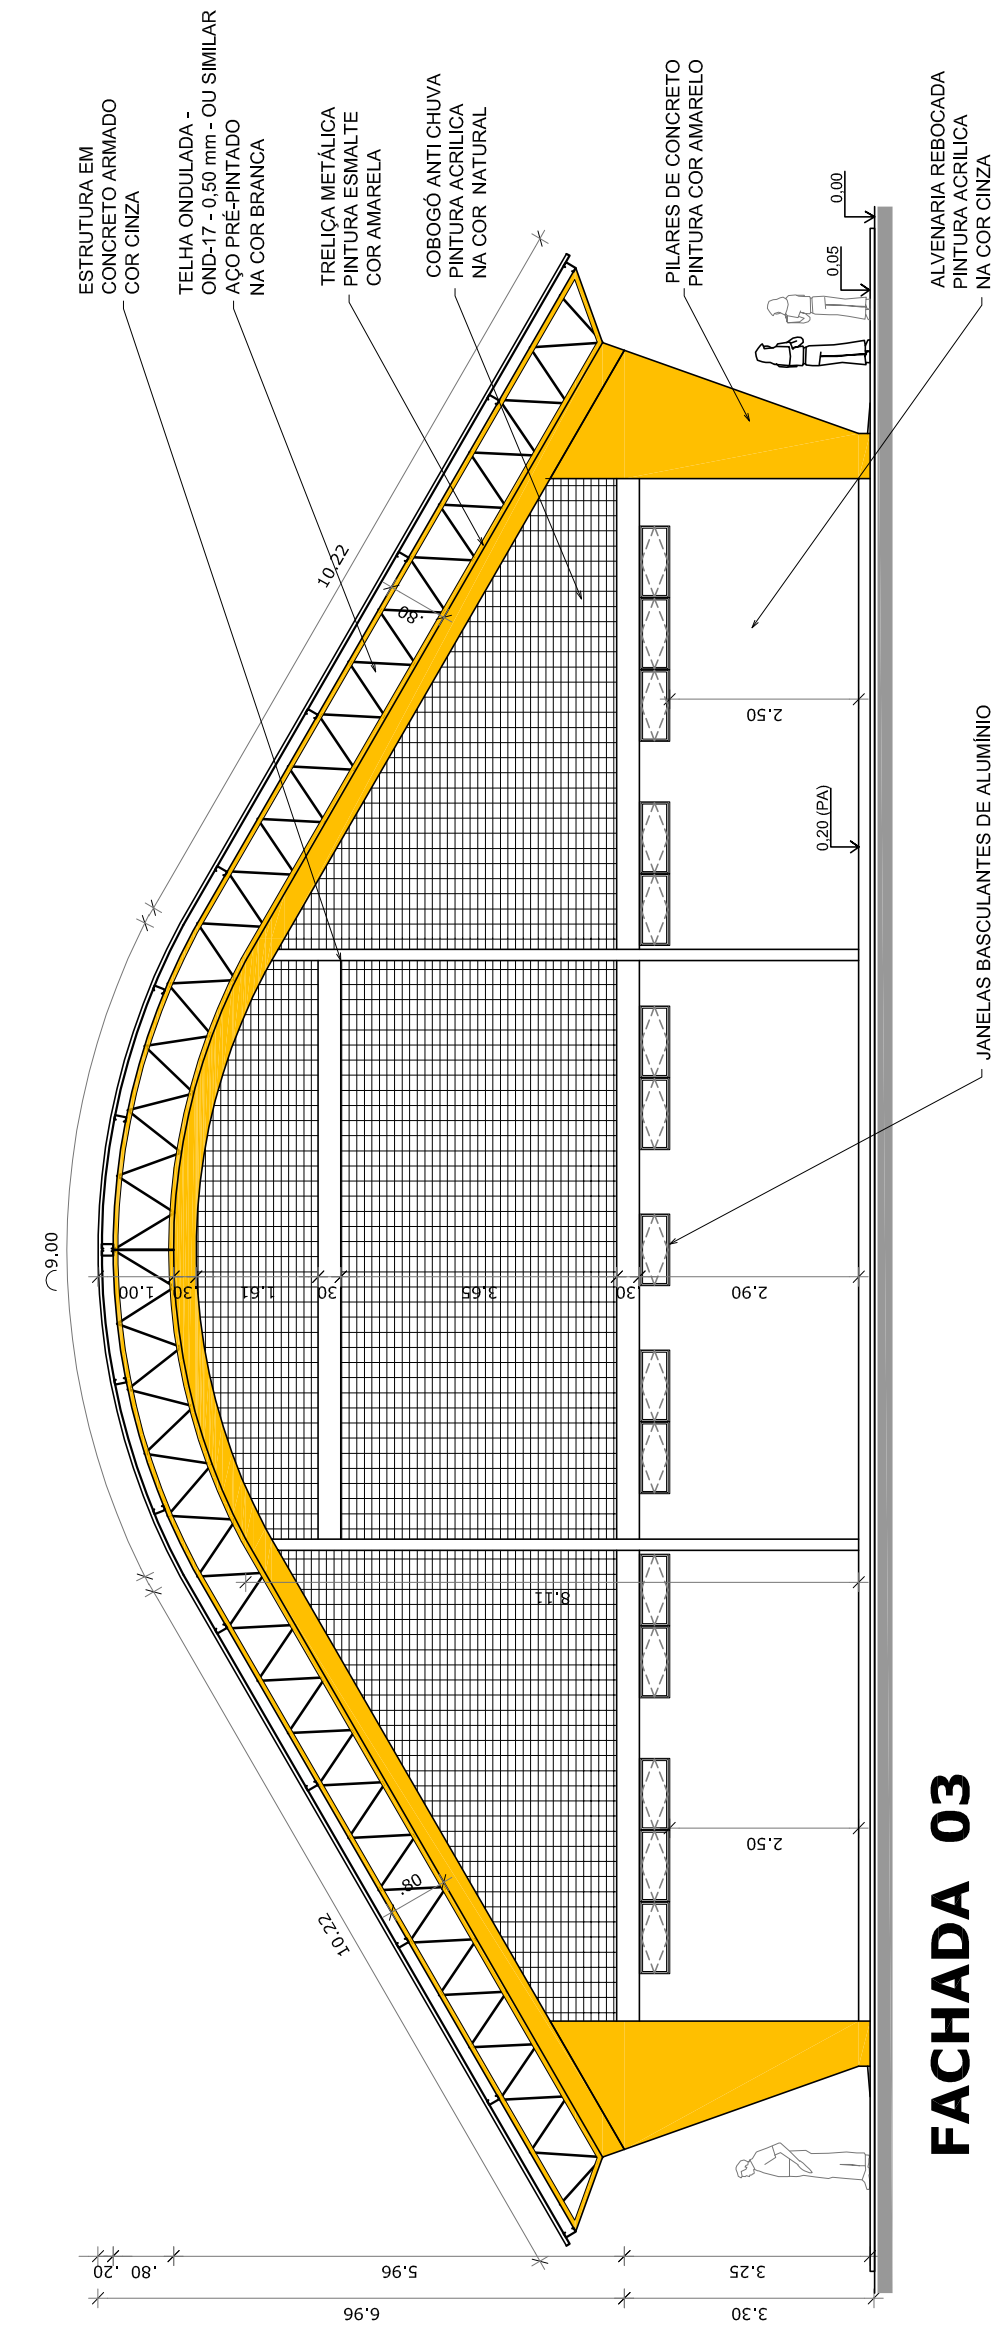 ESTRUTURA EM
CONCRETO ARMADO
COR CINZA
TELHA ONDULADA -
OND-17 - 0,50 mm - OU SIMILAR
AÇO PRÉ-PINTADO
NA COR BRANCA
TRELIÇA METÁLICA
PINTURA ESMALTE
COR AMARELA
COBOGÓ ANTI CHUVA
PINTURA ACRILICA
NA COR NATURAL
PILARES DE CONCRETO
PINTURA COR AMARELO
0,00
0,05
ALVENARIA REBOCADA
PINTURA ACRILICA
NA COR CINZA
10.22
.80
2.50
0,20 (PA)
JANELAS BASCULANTES DE ALUMÍNIO
6.00
1.00
.30
1.61
.30
3.65
.30
2.90
8.11
2.50
10.22
.80
.20
.80
5.96
3.25
6.96
3.30
FACHADA 03